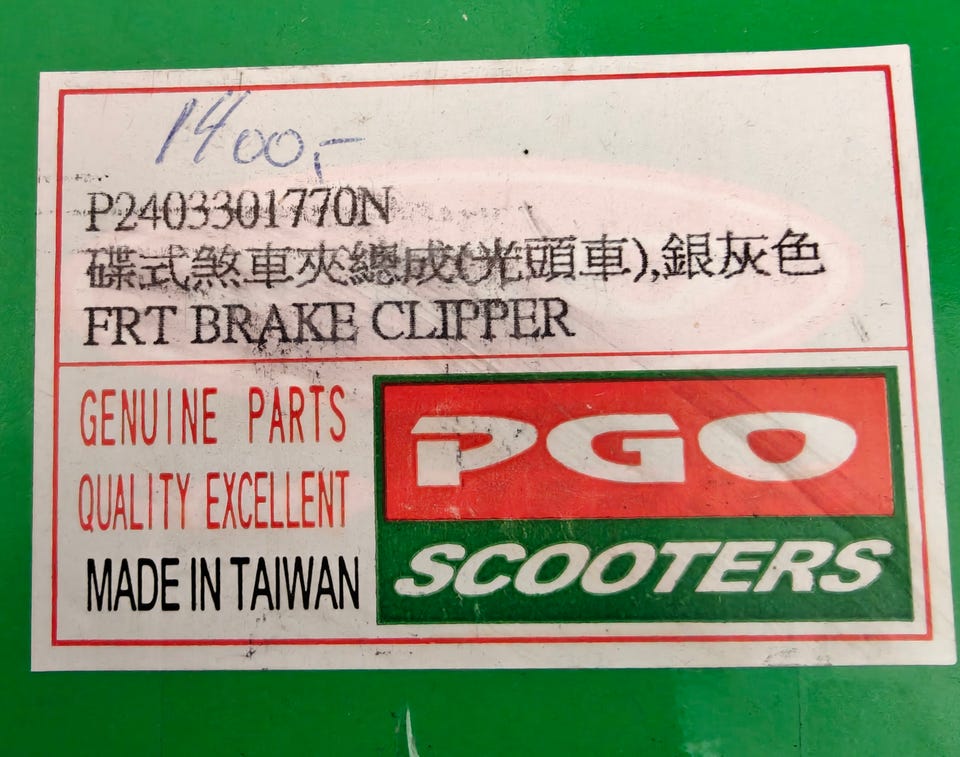 1400,-
P2403301770N
碟式煞車夾總成(光頭車),銀灰色
FRT BRAKE CLIPPER
GENUINE PARTS
QUALITY EXCELLENT
MADE IN TAIWAN
PGO
SCOOTERS